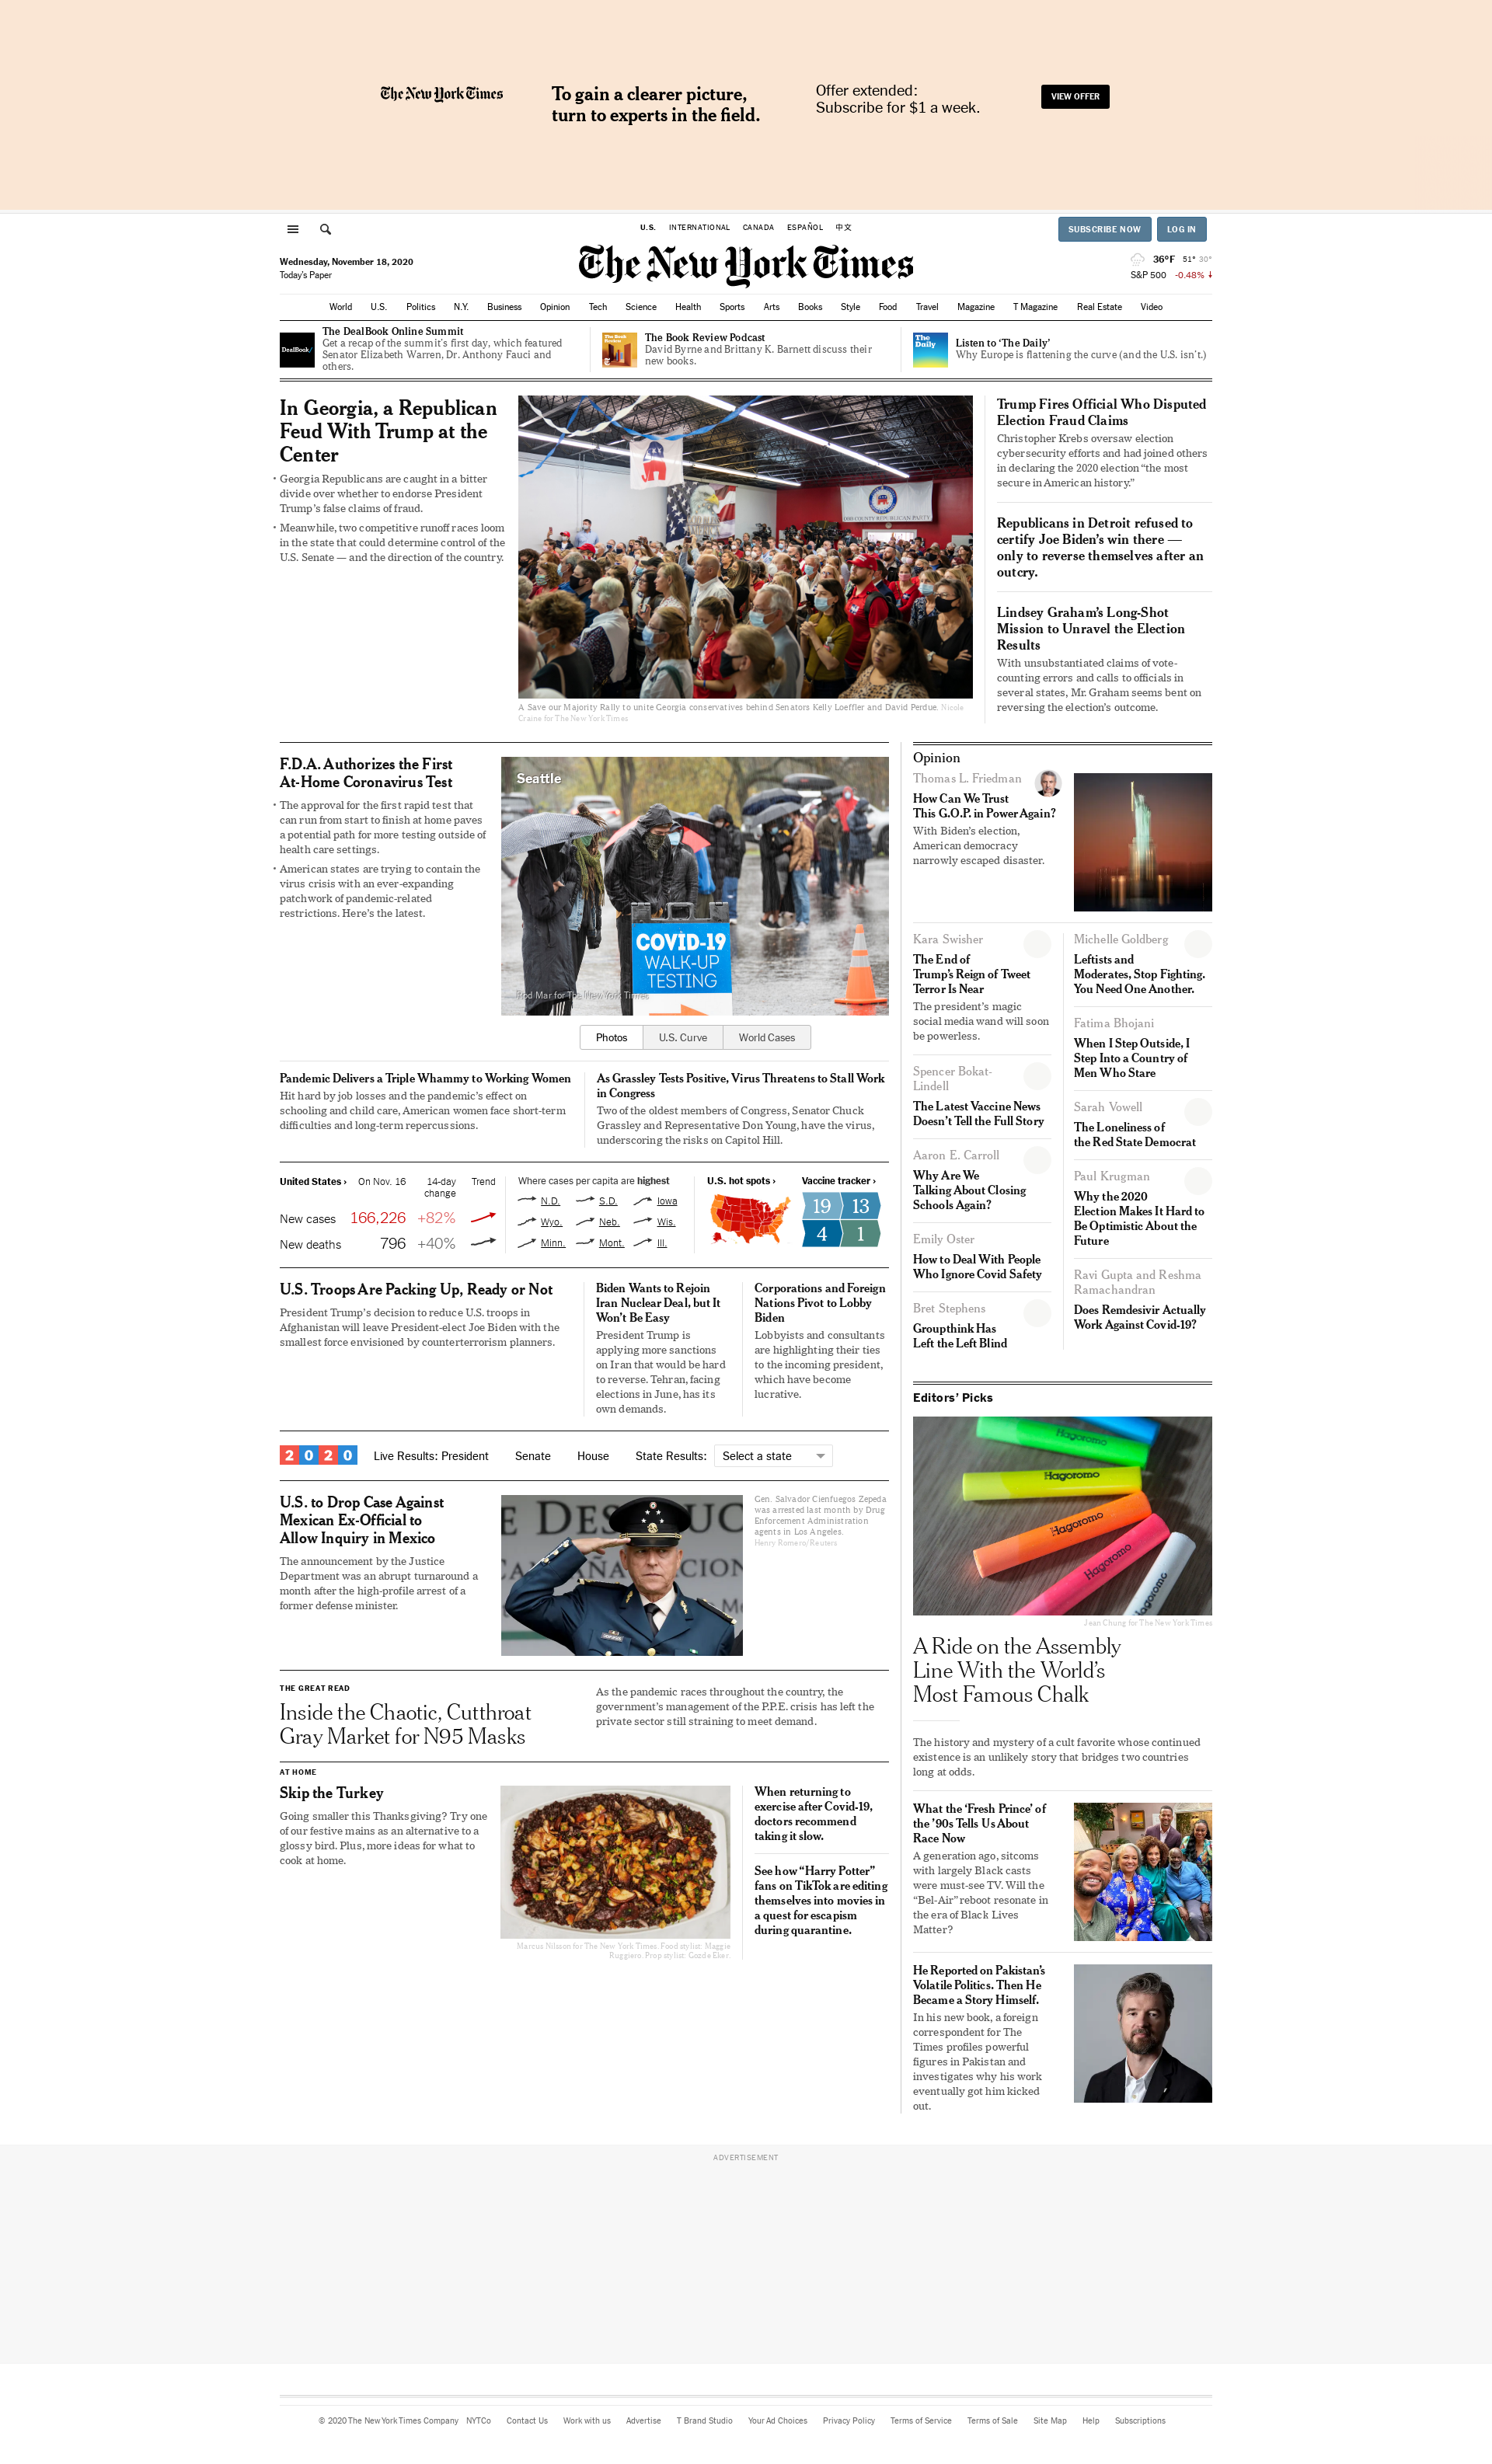 The New York Times
To gain a clearer picture,
turn to experts in the field.
Offer extended:
Subscribe for $1 a week.
VIEW OFFER
U.S. INTERNATIONAL CANADA ESPAÑOL 中文
SUBSCRIBE NOW LOG IN
Wednesday, November 18, 2020
Today's Paper
The New York Times
36°F 51° 30°
S&P 500 -0.48%
World U.S. Politics N.Y. Business Opinion Tech Science Health Sports Arts Books Style Food Travel Magazine T Magazine Real Estate Video
DealBook/
The DealBook Online Summit
Get a recap of the summit's first day, which featured
Senator Elizabeth Warren, Dr. Anthony Fauci and
others.
The Book Review
The Book Review Podcast
David Byrne and Brittany K. Barnett discuss their
new books.
The Daily
Listen to ‘The Daily’
Why Europe is flattening the curve (and the U.S. isn't.)
In Georgia, a Republican
Feud With Trump at the
Center
• Georgia Republicans are caught in a bitter
divide over whether to endorse President
Trump’s false claims of fraud.
• Meanwhile, two competitive runoff races loom
in the state that could determine control of the
U.S. Senate — and the direction of the country.
COUNTY REPUBLICAN PARTY
A Save our Majority Rally to unite Georgia conservatives behind Senators Kelly Loeffler and David Perdue. Nicole
Craine for The New York Times
Trump Fires Official Who Disputed
Election Fraud Claims
Christopher Krebs oversaw election
cybersecurity efforts and had joined others
in declaring the 2020 election “the most
secure in American history.”
Republicans in Detroit refused to
certify Joe Biden’s win there —
only to reverse themselves after an
outcry.
Lindsey Graham’s Long-Shot
Mission to Unravel the Election
Results
With unsubstantiated claims of vote-
counting errors and calls to officials in
several states, Mr. Graham seems bent on
reversing the election’s outcome.
F.D.A. Authorizes the First
At-Home Coronavirus Test
• The approval for the first rapid test that
can run from start to finish at home paves
a potential path for more testing outside of
health care settings.
• American states are trying to contain the
virus crisis with an ever-expanding
patchwork of pandemic-related
restrictions. Here’s the latest.
Seattle
COVID-19
WALK-UP
TESTING
Rod Mar for The New York Times
Photos U.S. Curve World Cases
Pandemic Delivers a Triple Whammy to Working Women
Hit hard by job losses and the pandemic’s effect on
schooling and child care, American women face short-term
difficulties and long-term repercussions.
As Grassley Tests Positive, Virus Threatens to Stall Work
in Congress
Two of the oldest members of Congress, Senator Chuck
Grassley and Representative Don Young, have the virus,
underscoring the risks on Capitol Hill.
United States › On Nov. 16 14-day Trend
change
New cases 166,226 +82%
New deaths 796 +40%
Where cases per capita are highest
N.D. S.D. Iowa
Wyo. Neb. Wis.
Minn. Mont. Ill.
U.S. hot spots ›
Vaccine tracker ›
19 13
4 1
U.S. Troops Are Packing Up, Ready or Not
President Trump’s decision to reduce U.S. troops in
Afghanistan will leave President-elect Joe Biden with the
smallest force envisioned by counterterrorism planners.
Biden Wants to Rejoin
Iran Nuclear Deal, but It
Won’t Be Easy
President Trump is
applying more sanctions
on Iran that would be hard
to reverse. Tehran, facing
elections in June, has its
own demands.
Corporations and Foreign
Nations Pivot to Lobby
Biden
Lobbyists and consultants
are highlighting their ties
to the incoming president,
which have become
lucrative.
2020 Live Results: President Senate House State Results: Select a state
U.S. to Drop Case Against
Mexican Ex-Official to
Allow Inquiry in Mexico
The announcement by the Justice
Department was an abrupt turnaround a
month after the high-profile arrest of a
former defense minister.
Gen. Salvador Cienfuegos Zepeda
was arrested last month by Drug
Enforcement Administration
agents in Los Angeles.
Henry Romero/Reuters
THE GREAT READ
Inside the Chaotic, Cutthroat
Gray Market for N95 Masks
As the pandemic races throughout the country, the
government’s management of the P.P.E. crisis has left the
private sector still straining to meet demand.
AT HOME
Skip the Turkey
Going smaller this Thanksgiving? Try one
of our festive mains as an alternative to a
glossy bird. Plus, more ideas for what to
cook at home.
Marcus Nilsson for The New York Times. Food stylist: Maggie
Ruggiero. Prop stylist: Gozde Eker.
When returning to
exercise after Covid-19,
doctors recommend
taking it slow.
See how “Harry Potter”
fans on TikTok are editing
themselves into movies in
a quest for escapism
during quarantine.
Opinion
Thomas L. Friedman
How Can We Trust
This G.O.P. in Power Again?
With Biden’s election,
American democracy
narrowly escaped disaster.
Kara Swisher
The End of
Trump’s Reign of Tweet
Terror Is Near
The president’s magic
social media wand will soon
be powerless.
Spencer Bokat-
Lindell
The Latest Vaccine News
Doesn’t Tell the Full Story
Aaron E. Carroll
Why Are We
Talking About Closing
Schools Again?
Emily Oster
How to Deal With People
Who Ignore Covid Safety
Bret Stephens
Groupthink Has
Left the Left Blind
Michelle Goldberg
Leftists and
Moderates, Stop Fighting.
You Need One Another.
Fatima Bhojani
When I Step Outside, I
Step Into a Country of
Men Who Stare
Sarah Vowell
The Loneliness of
the Red State Democrat
Paul Krugman
Why the 2020
Election Makes It Hard to
Be Optimistic About the
Future
Ravi Gupta and Reshma
Ramachandran
Does Remdesivir Actually
Work Against Covid-19?
Editors’ Picks
Hagoromo
Hagoromo
Hagoromo
Hagoromo
Jean Chung for The New York Times
A Ride on the Assembly
Line With the World’s
Most Famous Chalk
The history and mystery of a cult favorite whose continued
existence is an unlikely story that bridges two countries
long at odds.
What the ‘Fresh Prince’ of
the ’90s Tells Us About
Race Now
A generation ago, sitcoms
with largely Black casts
were must-see TV. Will the
“Bel-Air” reboot resonate in
the era of Black Lives
Matter?
He Reported on Pakistan’s
Volatile Politics. Then He
Became a Story Himself.
In his new book, a foreign
correspondent for The
Times profiles powerful
figures in Pakistan and
investigates why his work
eventually got him kicked
out.
ADVERTISEMENT
© 2020 The New York Times Company NYTCo Contact Us Work with us Advertise T Brand Studio Your Ad Choices Privacy Policy Terms of Service Terms of Sale Site Map Help Subscriptions